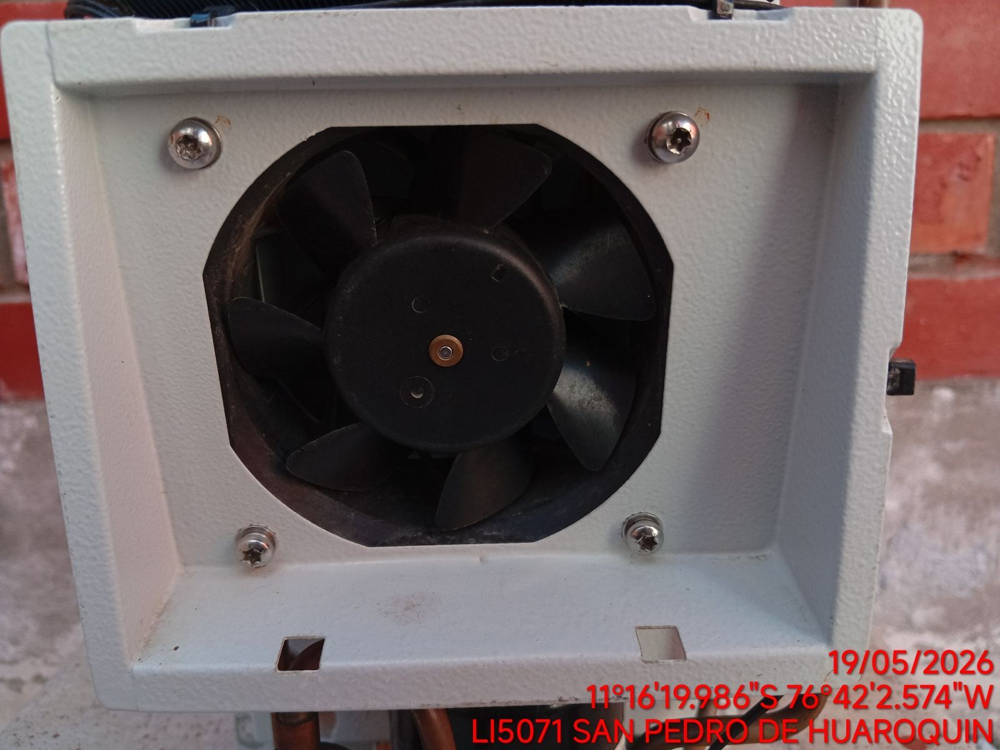 19/05/2026
11°16'19.986"S 76°42'2.574"W
LI5071 SAN PEDRO DE HUAROQUIN